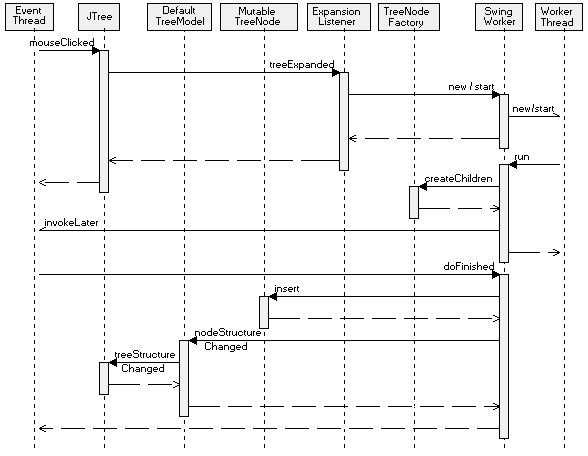 Event
Thread
JTree
Default
TreeModel
Mutable
TreeNode
Expansion
Listener
TreeNode
Factory
Swing
Worker
Worker
Thread
mouseClicked
treeExpanded
new / start
new/start
run
createChildren
invokeLater
doFinished
insert
nodeStructure
Changed
treeStructure
Changed